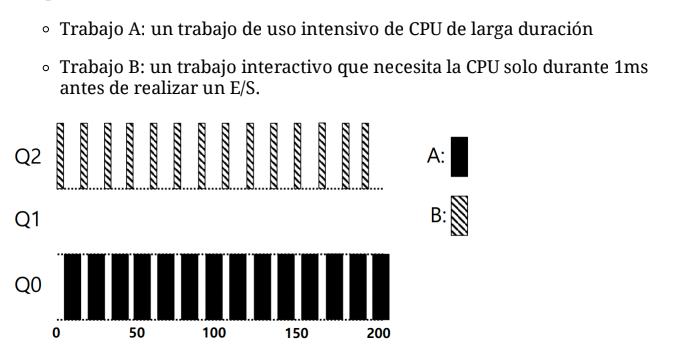 Trabajo A: un trabajo de uso intensivo de CPU de larga duración
Trabajo B: un trabajo interactivo que necesita la CPU solo durante 1ms
antes de realizar un E/S.
Q2
A:
Q1
B:
Q0
0 50 100 150 200